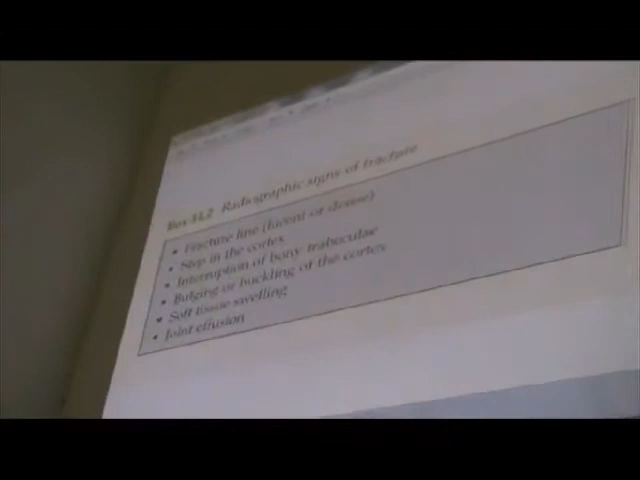 Box 11.2 Radiographic signs of fracture
• Fracture line (lucent or dense)
• Step in the cortex
• Interruption of bony trabeculae
• Bulging or buckling of the cortex
• Soft tissue swelling
• Joint effusion